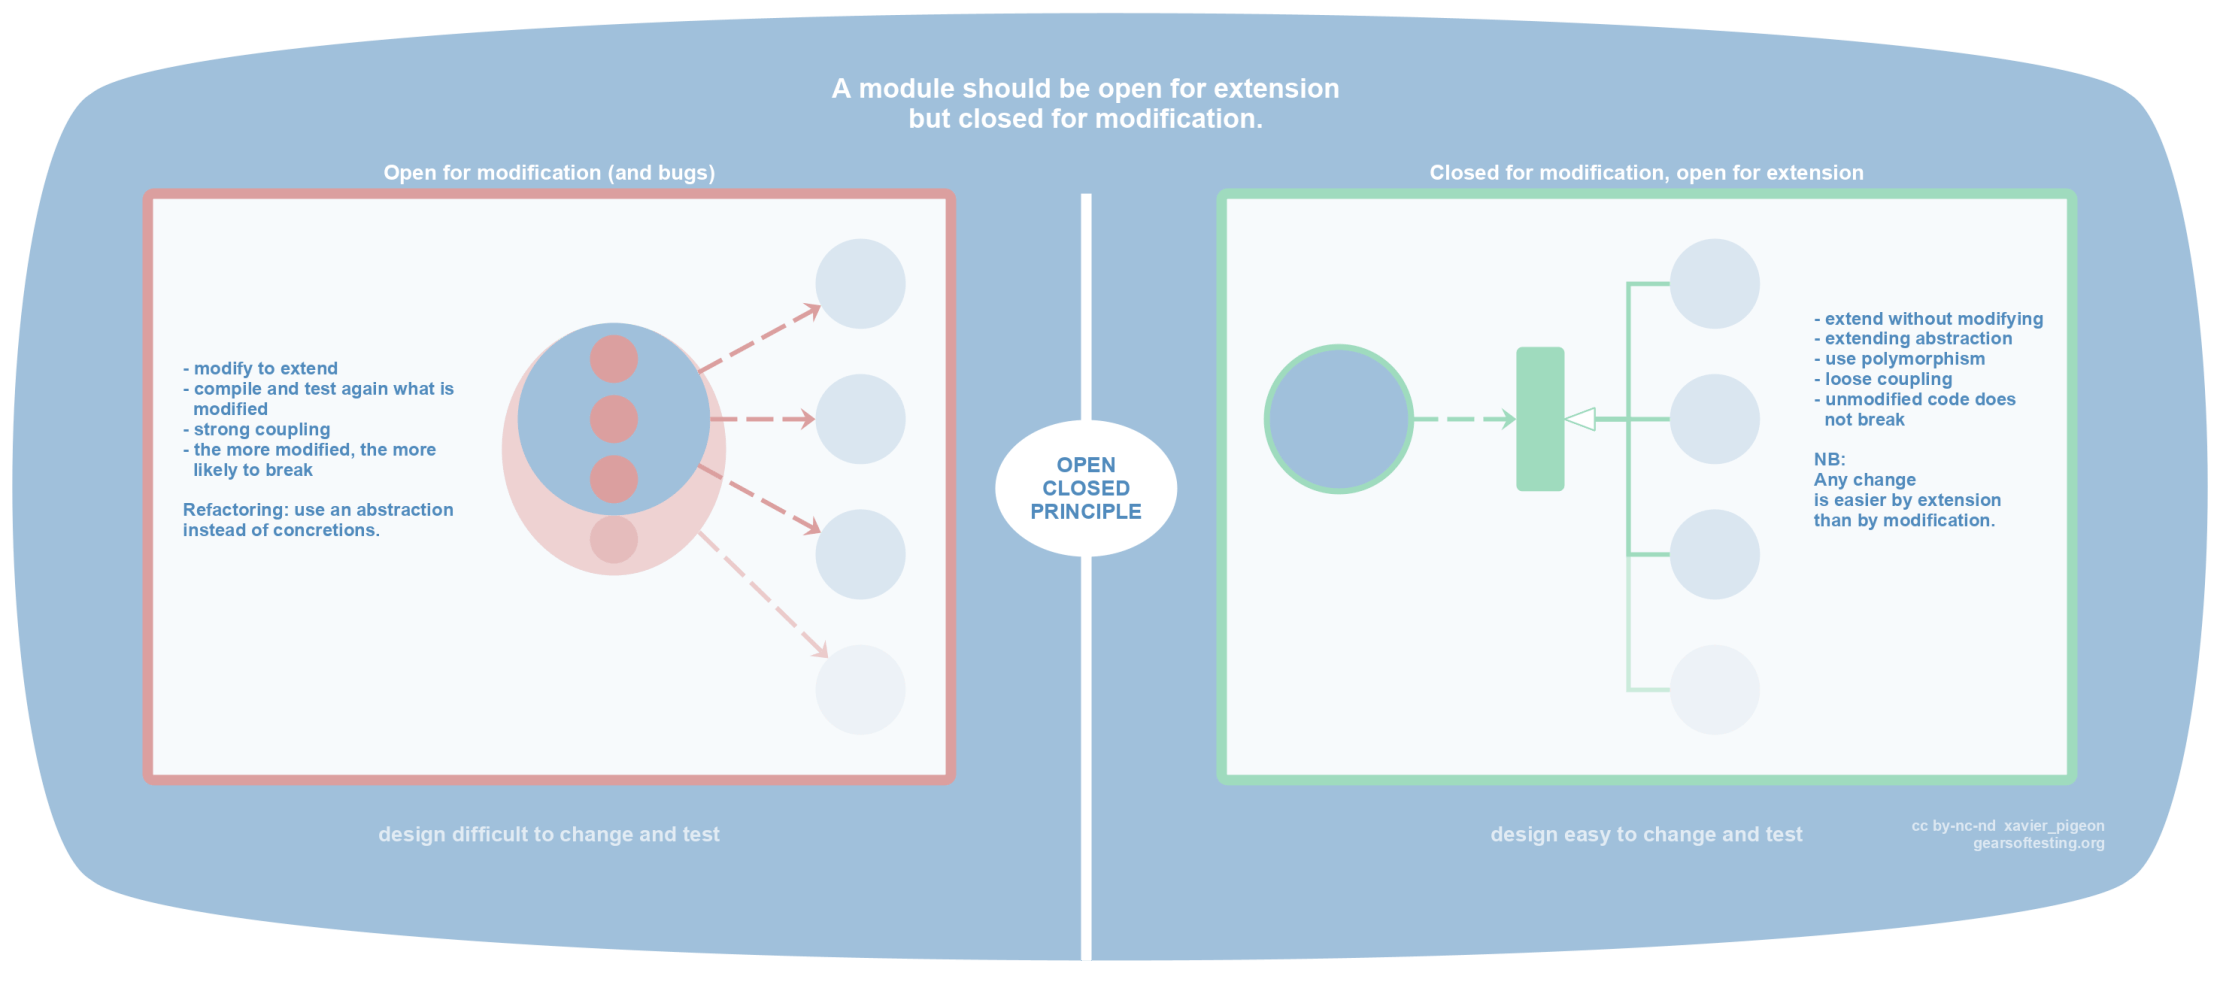 A module should be open for extension
but closed for modification.
Open for modification (and bugs)
- modify to extend
- compile and test again what is
modified
- strong coupling
- the more modified, the more
likely to break
Refactoring: use an abstraction
instead of concretions.
design difficult to change and test
OPEN
CLOSED
PRINCIPLE
Closed for modification, open for extension
- extend without modifying
- extending abstraction
- use polymorphism
- loose coupling
- unmodified code does
not break
NB:
Any change
is easier by extension
than by modification.
design easy to change and test
cc by-nc-nd xavier_pigeon
gearsoftesting.org